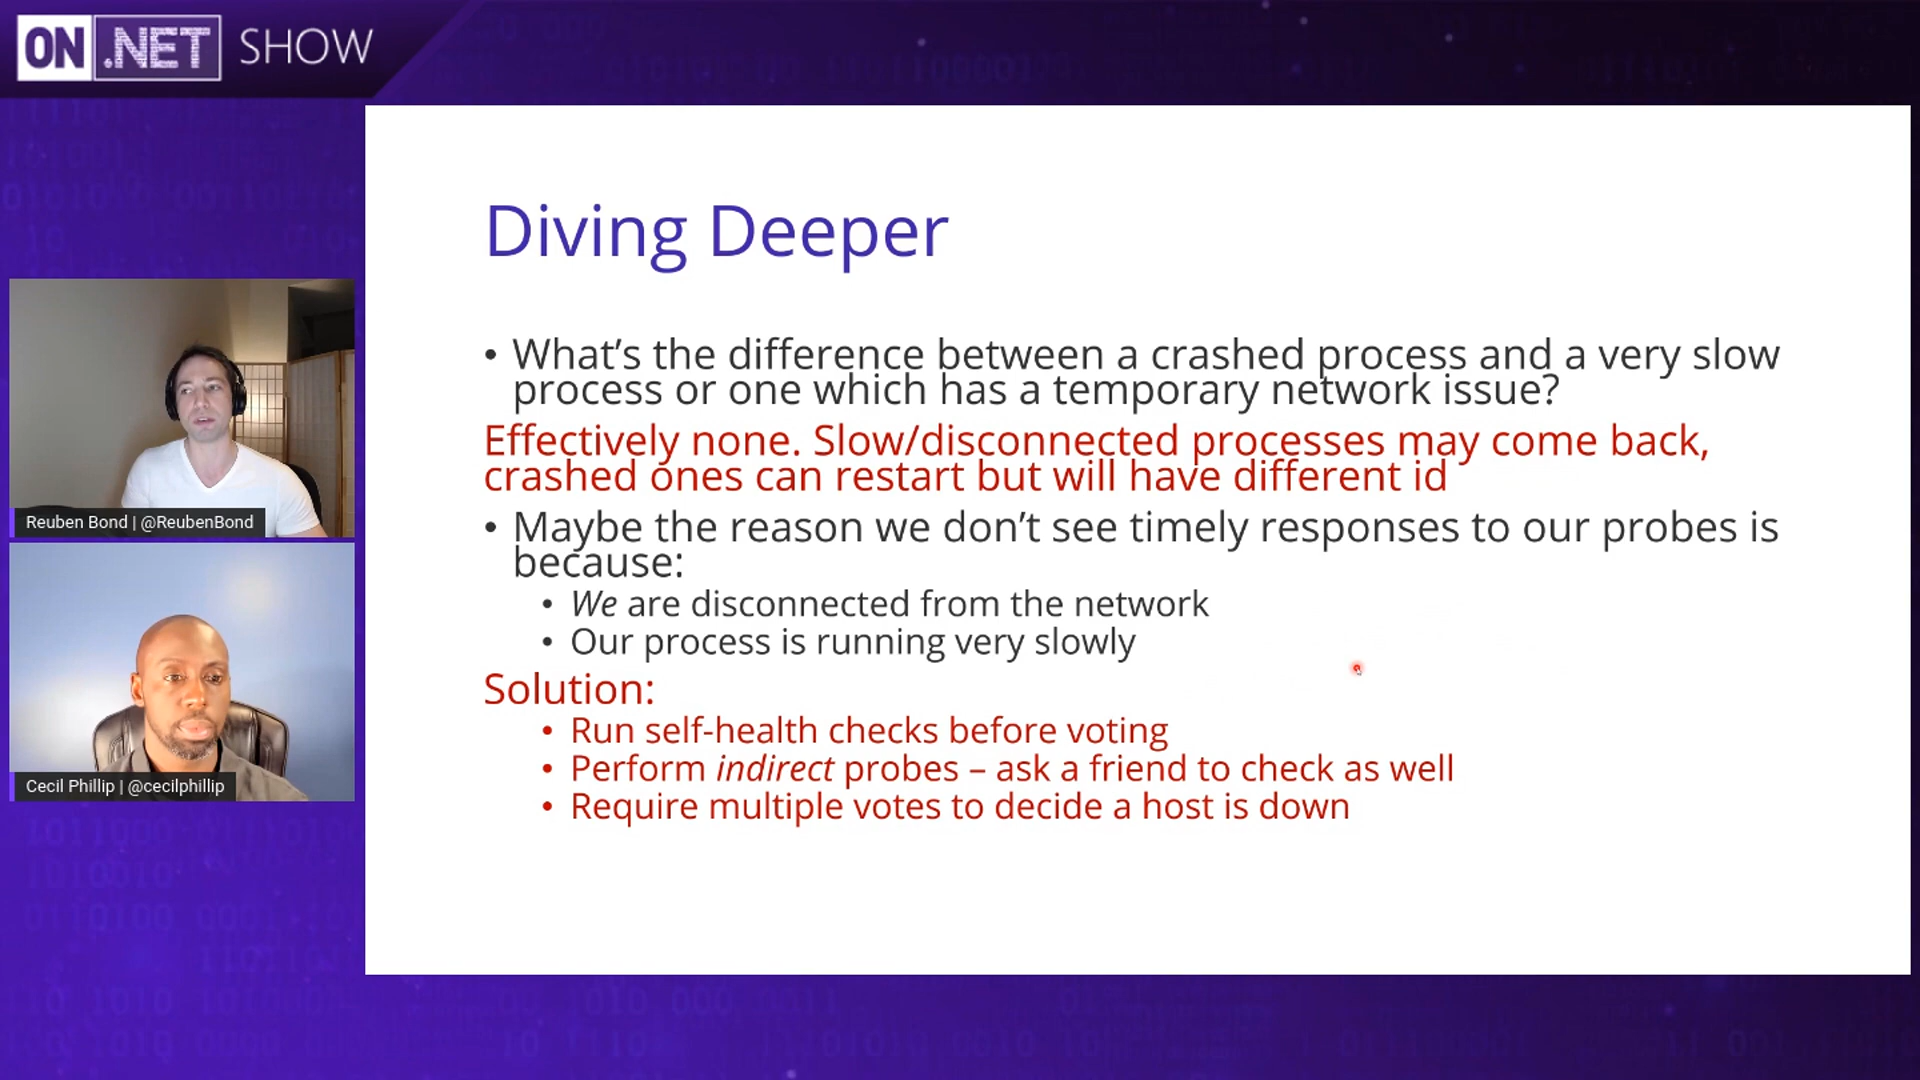 ON .NET SHOW
Diving Deeper
• What's the difference between a crashed process and a very slow
process or one which has a temporary network issue?
Effectively none. Slow/disconnected processes may come back,
crashed ones can restart but will have different id
• Maybe the reason we don't see timely responses to our probes is
because:
• We are disconnected from the network
• Our process is running very slowly
Solution:
• Run self-health checks before voting
• Perform indirect probes – ask a friend to check as well
• Require multiple votes to decide a host is down
Reuben Bond | @ReubenBond
Cecil Phillip | @cecilphillip